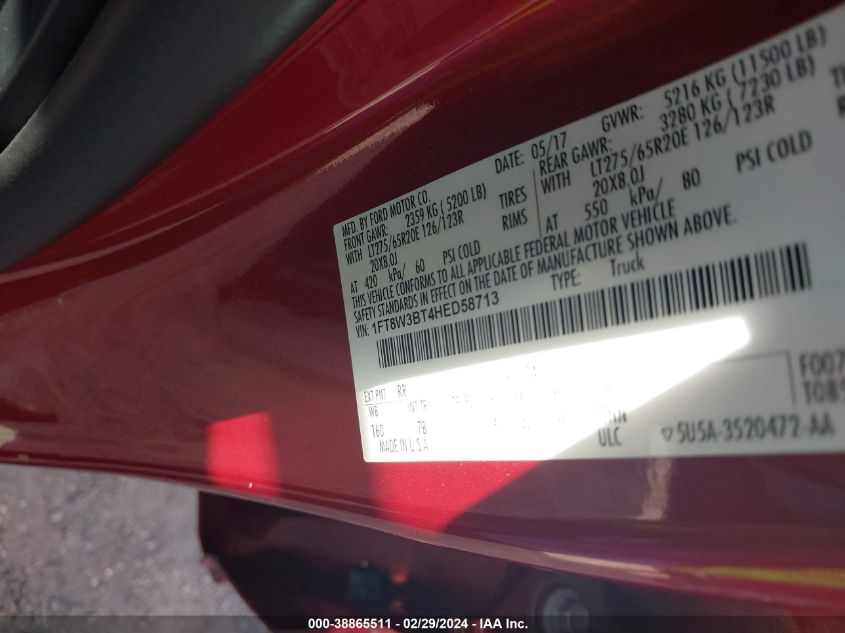 MFD. BY FORD MOTOR CO.
DATE: 05/17 GVWR: 5216 KG (11500 LB)
FRONT GAWR: 2359 KG (5200 LB) REAR GAWR: 3280 KG (7230 LB)
WITH LT275/65R20E 126/123R TIRES WITH LT275/65R20E 126/123R
20X8.0J RIMS 20X8.0J
AT 420 kPa/ 60 PSI COLD AT 550 kPa/ 80 PSI COLD
THIS VEHICLE CONFORMS TO ALL APPLICABLE FEDERAL MOTOR VEHICLE
SAFETY STANDARDS IN EFFECT ON THE DATE OF MANUFACTURE SHOWN ABOVE.
VIN: 1FT8W3BT4HED58713 TYPE: Truck
EXT PNT: RR
WB INT TR
160 78
MADE IN U.S.A.
ULC
F007
T085
5U5A-3520472-AA
000-38865511 - 02/29/2024 - IAA Inc.